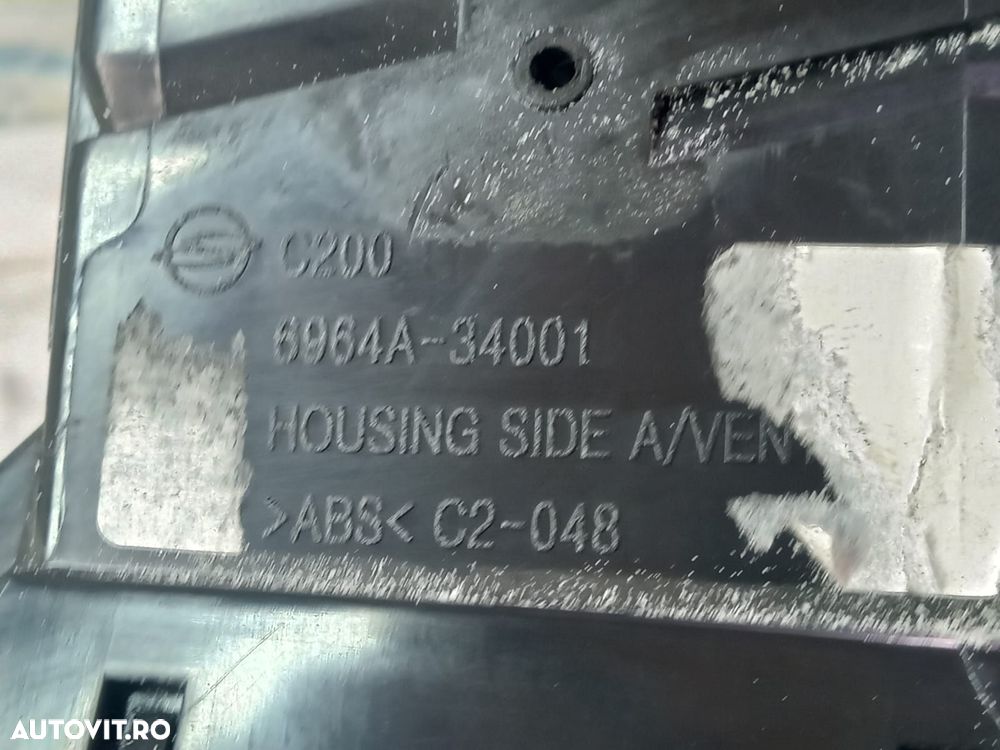 C200
6964A-34001
HOUSING SIDE A/VEN
>ABS< C2-048
AUTOVIT.RO